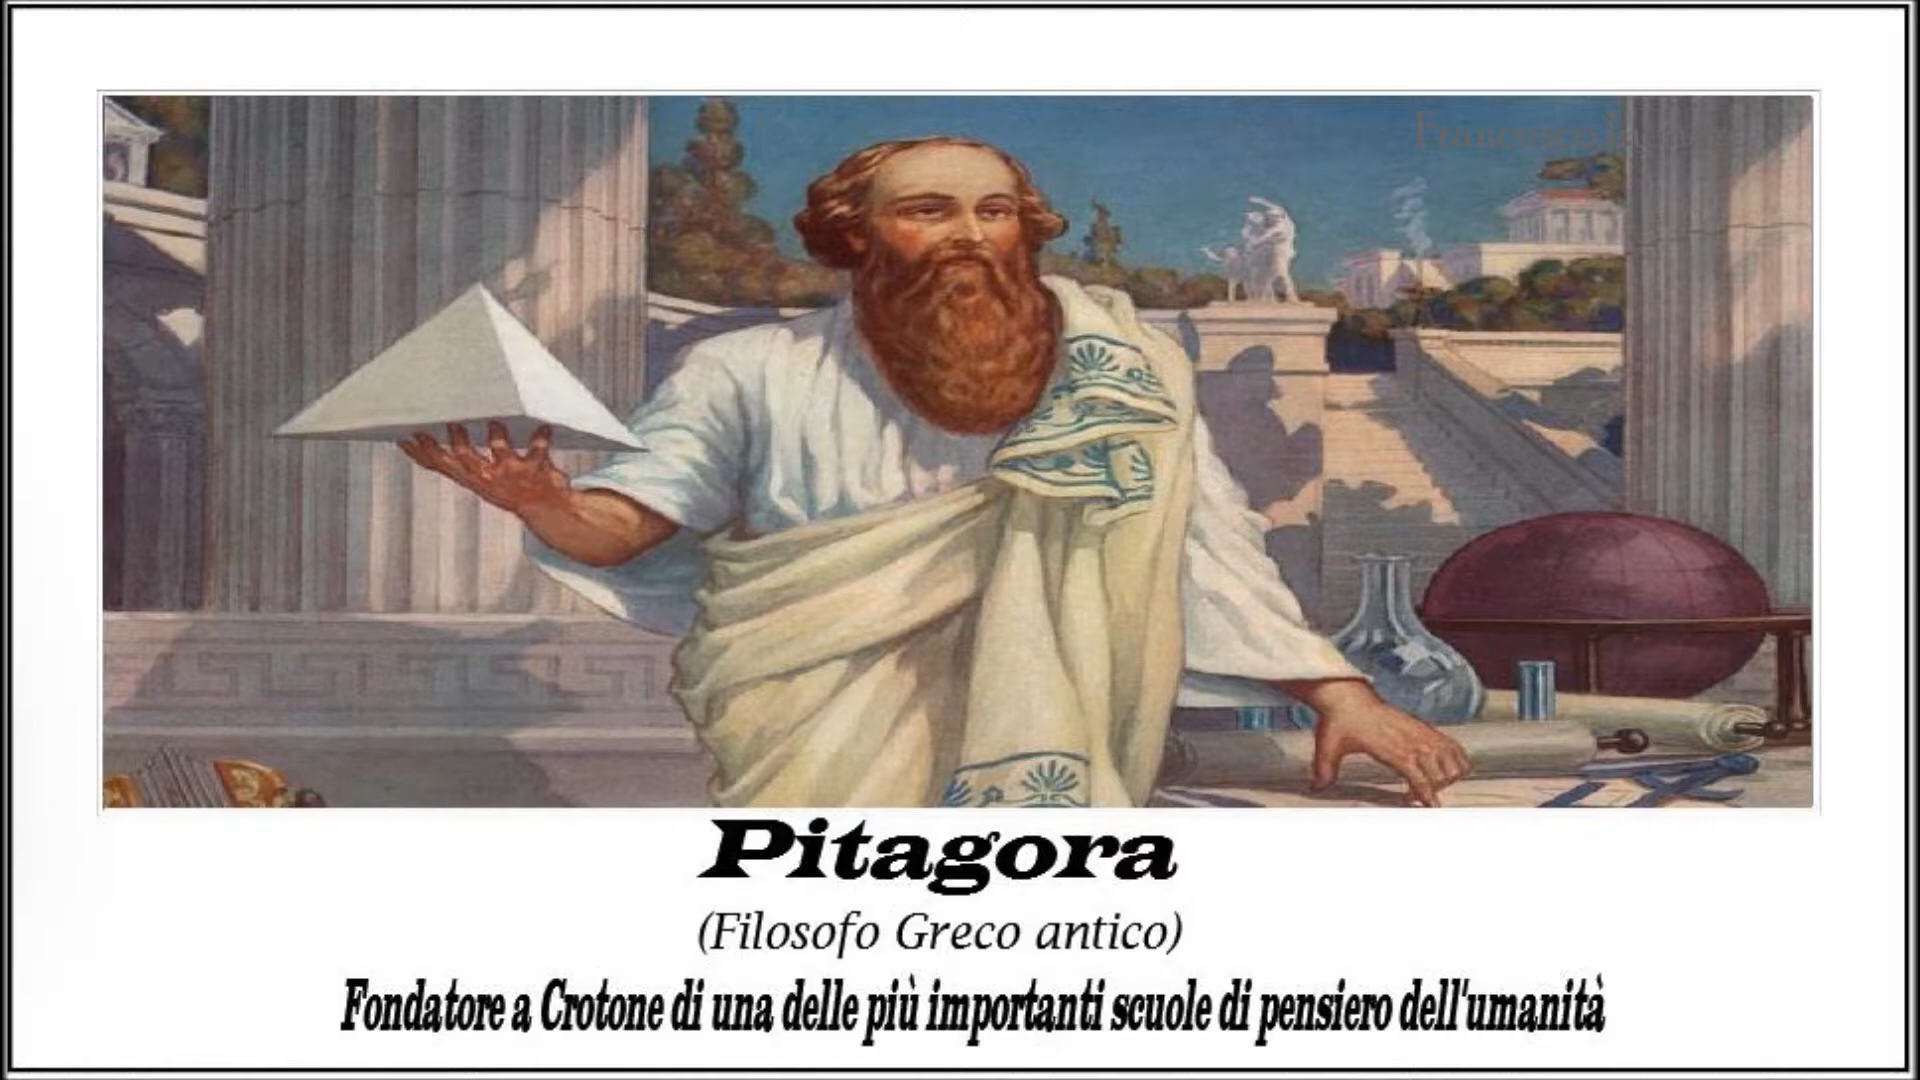 Pitagora
(Filosofo Greco antico)
Fondatore a Crotone di una delle più importanti scuole di pensiero dell'umanità